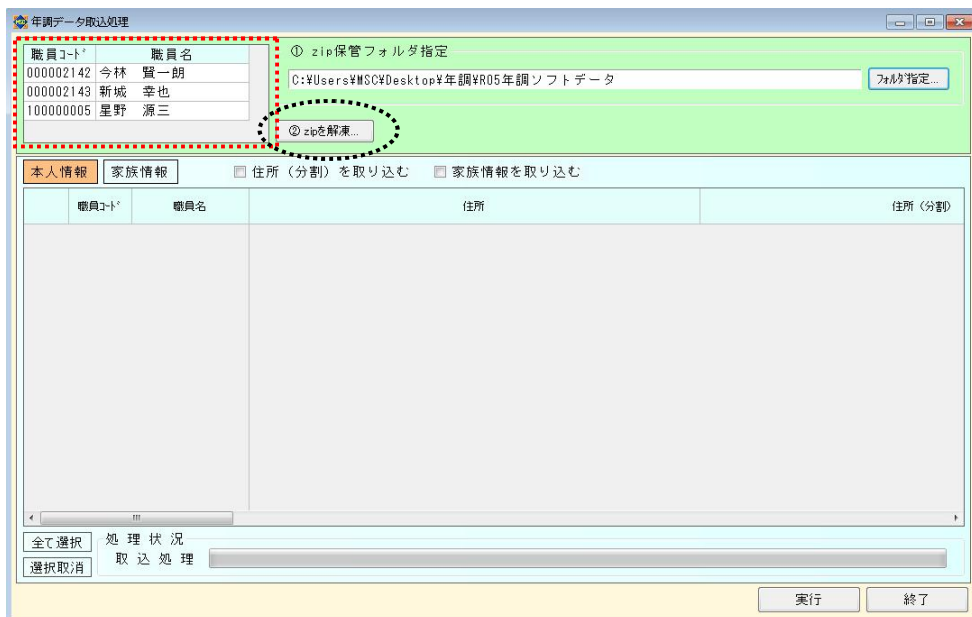 年調データ取込処理
職員コード 職員名
000002142 今林 賢一朗
000002143 新城 幸也
100000005 星野 源三
① zip保管フォルダ指定
C:¥Users¥MSC¥Desktop¥年調¥R05年調ソフトデータ
フォルダ指定...
② zipを解凍...
本人情報 家族情報 住所（分割）を取り込む 家族情報を取り込む
職員コード 職員名 住所 住所（分割）
全て選択 処理状況
選択取消 取込処理
実行 終了